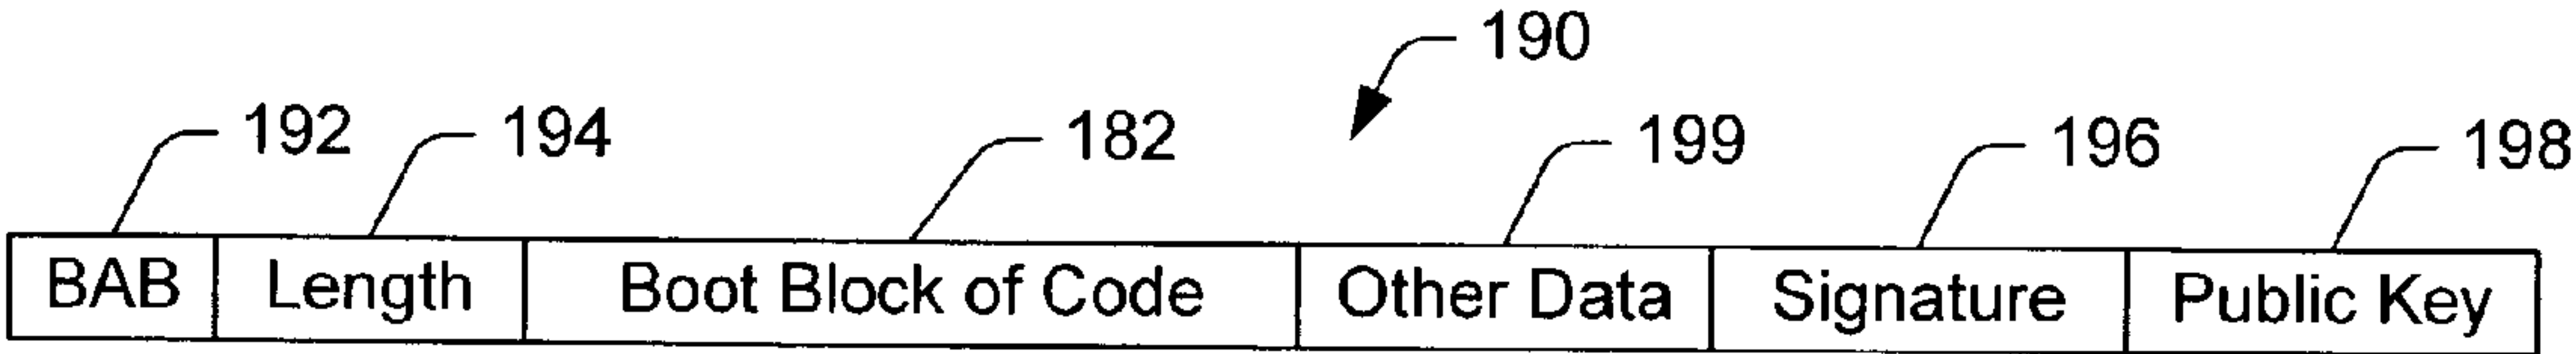 190
192 194 182 199 196 198
BAB Length Boot Block of Code Other Data Signature Public Key